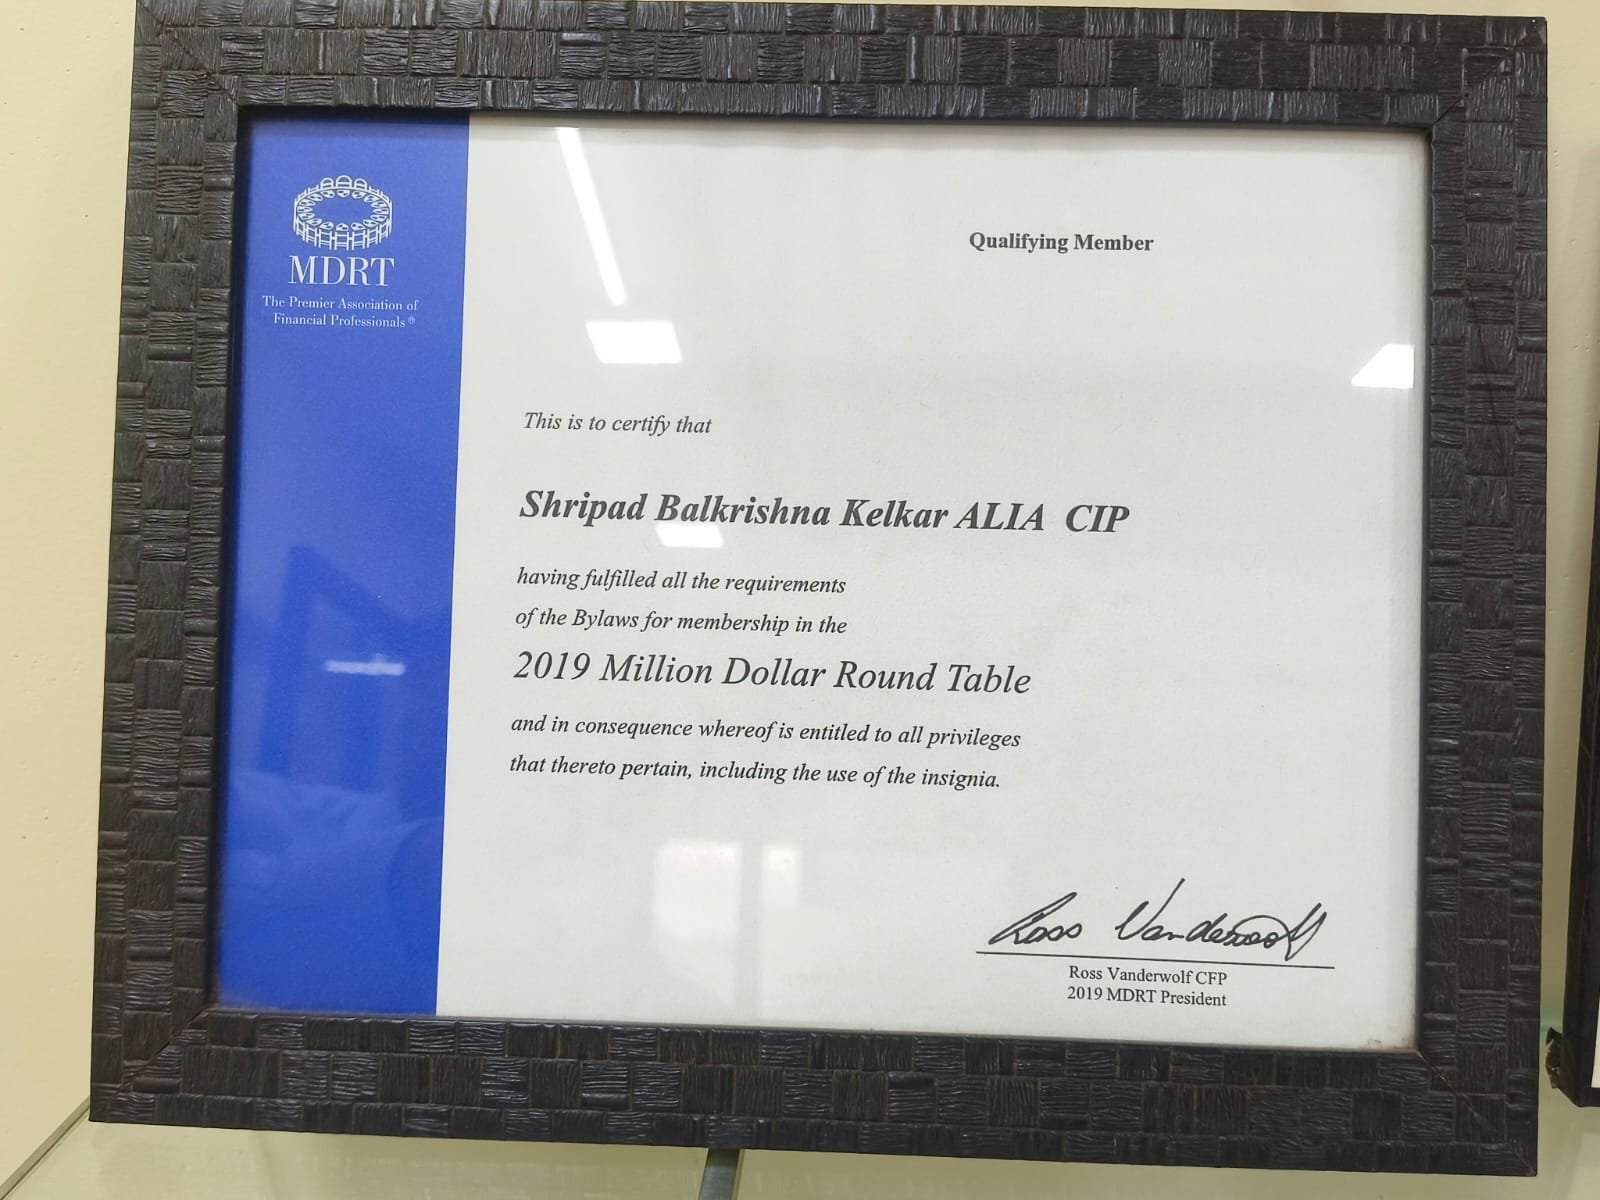 MDRT
The Premier Association of
Financial Professionals ®
Qualifying Member
This is to certify that
Shripad Balkrishna Kelkar ALIA CIP
having fulfilled all the requirements
of the Bylaws for membership in the
2019 Million Dollar Round Table
and in consequence whereof is entitled to all privileges
that thereto pertain, including the use of the insignia.
Ross Vanderwolf
Ross Vanderwolf CFP
2019 MDRT President